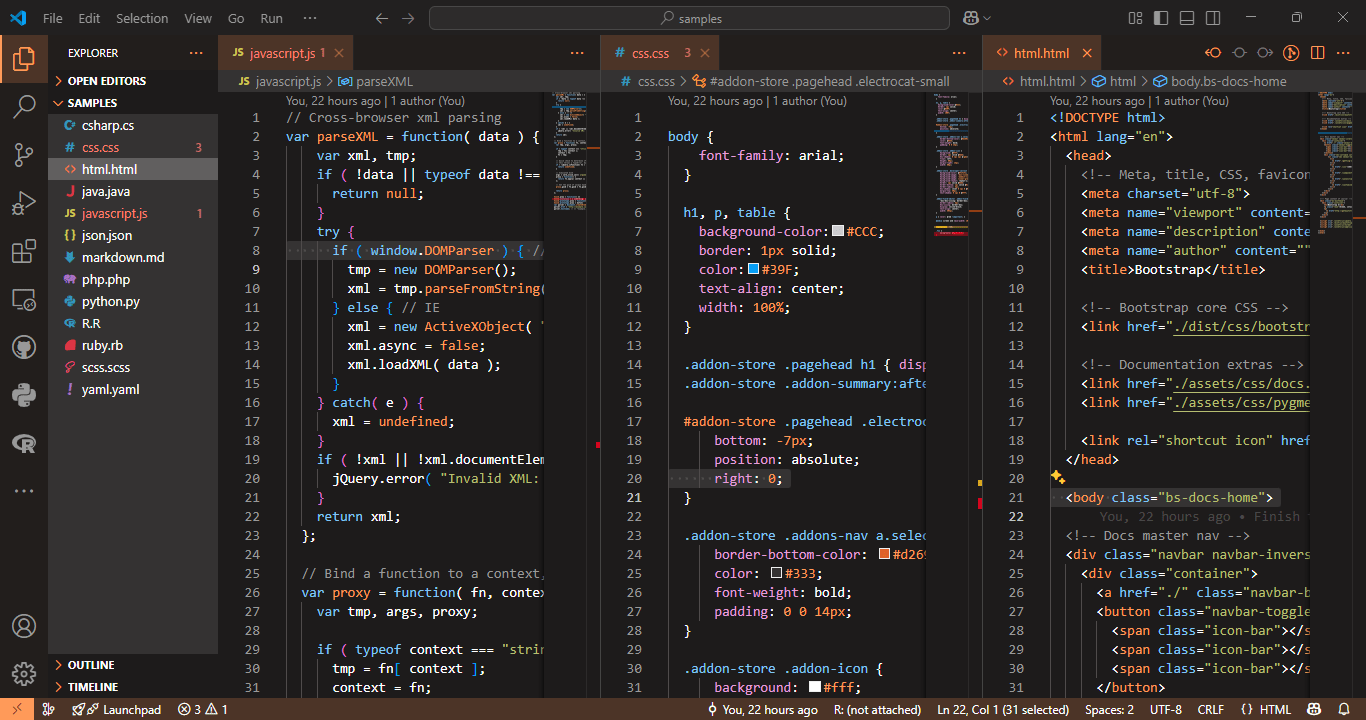 File Edit Selection View Go Run ··· samples
EXPLORER ···
OPEN EDITORS
SAMPLES
csharp.cs
css.css 3
html.html
java.java
javascript.js 1
json.json
markdown.md
php.php
python.py
R.R
ruby.rb
scss.scss
yaml.yaml
OUTLINE
TIMELINE
JS javascript.js 1
JS javascript.js > parseXML
You, 22 hours ago | 1 author (You)
1 // Cross-browser xml parsing
2 var parseXML = function( data ) {
3 var xml, tmp;
4 if ( !data || typeof data !==
5 return null;
6 }
7 try {
8 if ( window.DOMParser ) { //
9 tmp = new DOMParser();
10 xml = tmp.parseFromString(
11 } else { // IE
12 xml = new ActiveXObject( "
13 xml.async = false;
14 xml.loadXML( data );
15 }
16 } catch( e ) {
17 xml = undefined;
18 }
19 if ( !xml || !xml.documentElem
20 jQuery.error( "Invalid XML:
21 }
22 return xml;
23 };
24
25 // Bind a function to a context,
26 var proxy = function( fn, contex
27 var tmp, args, proxy;
28
29 if ( typeof context === "strin
30 tmp = fn[ context ];
31 context = fn;
# css.css 3
# css.css > #addon-store .pagehead .electrocat-small
You, 22 hours ago | 1 author (You)
1
2 body {
3 font-family: arial;
4 }
5
6 h1, p, table {
7 background-color: #CCC;
8 border: 1px solid;
9 color: #39F;
10 text-align: center;
11 width: 100%;
12 }
13
14 .addon-store .pagehead h1 { disp
15 .addon-store .addon-summary:afte
16
17 #addon-store .pagehead .electroc
18 bottom: -7px;
19 position: absolute;
20 right: 0;
21 }
22
23 .addon-store .addons-nav a.selec
24 border-bottom-color: #d269
25 color: #333;
26 font-weight: bold;
27 padding: 0 0 14px;
28 }
29
30 .addon-store .addon-icon {
31 background: #fff;
<> html.html
<> html.html > html > body.bs-docs-home
You, 22 hours ago | 1 author (You)
1 <!DOCTYPE html>
2 <html lang="en">
3 <head>
4 <!-- Meta, title, CSS, favicon
5 <meta charset="utf-8">
6 <meta name="viewport" content=
7 <meta name="description" conte
8 <meta name="author" content=""
9 <title>Bootstrap</title>
10
11 <!-- Bootstrap core CSS -->
12 <link href="./dist/css/bootstr
13
14 <!-- Documentation extras -->
15 <link href="./assets/css/docs.
16 <link href="./assets/css/pygme
17
18 <link rel="shortcut icon" href
19 </head>
20
21 <body class="bs-docs-home">
22 You, 22 hours ago • Finish
23 <!-- Docs master nav -->
24 <div class="navbar navbar-invers
25 <div class="container">
26 <a href="./" class="navbar-b
27 <button class="navbar-toggle
28 <span class="icon-bar"></s
29 <span class="icon-bar"></s
30 <span class="icon-bar"></s
31 </button>
Launchpad 3 1 You, 22 hours ago R: (not attached) Ln 22, Col 1 (31 selected) Spaces: 2 UTF-8 CRLF {} HTML